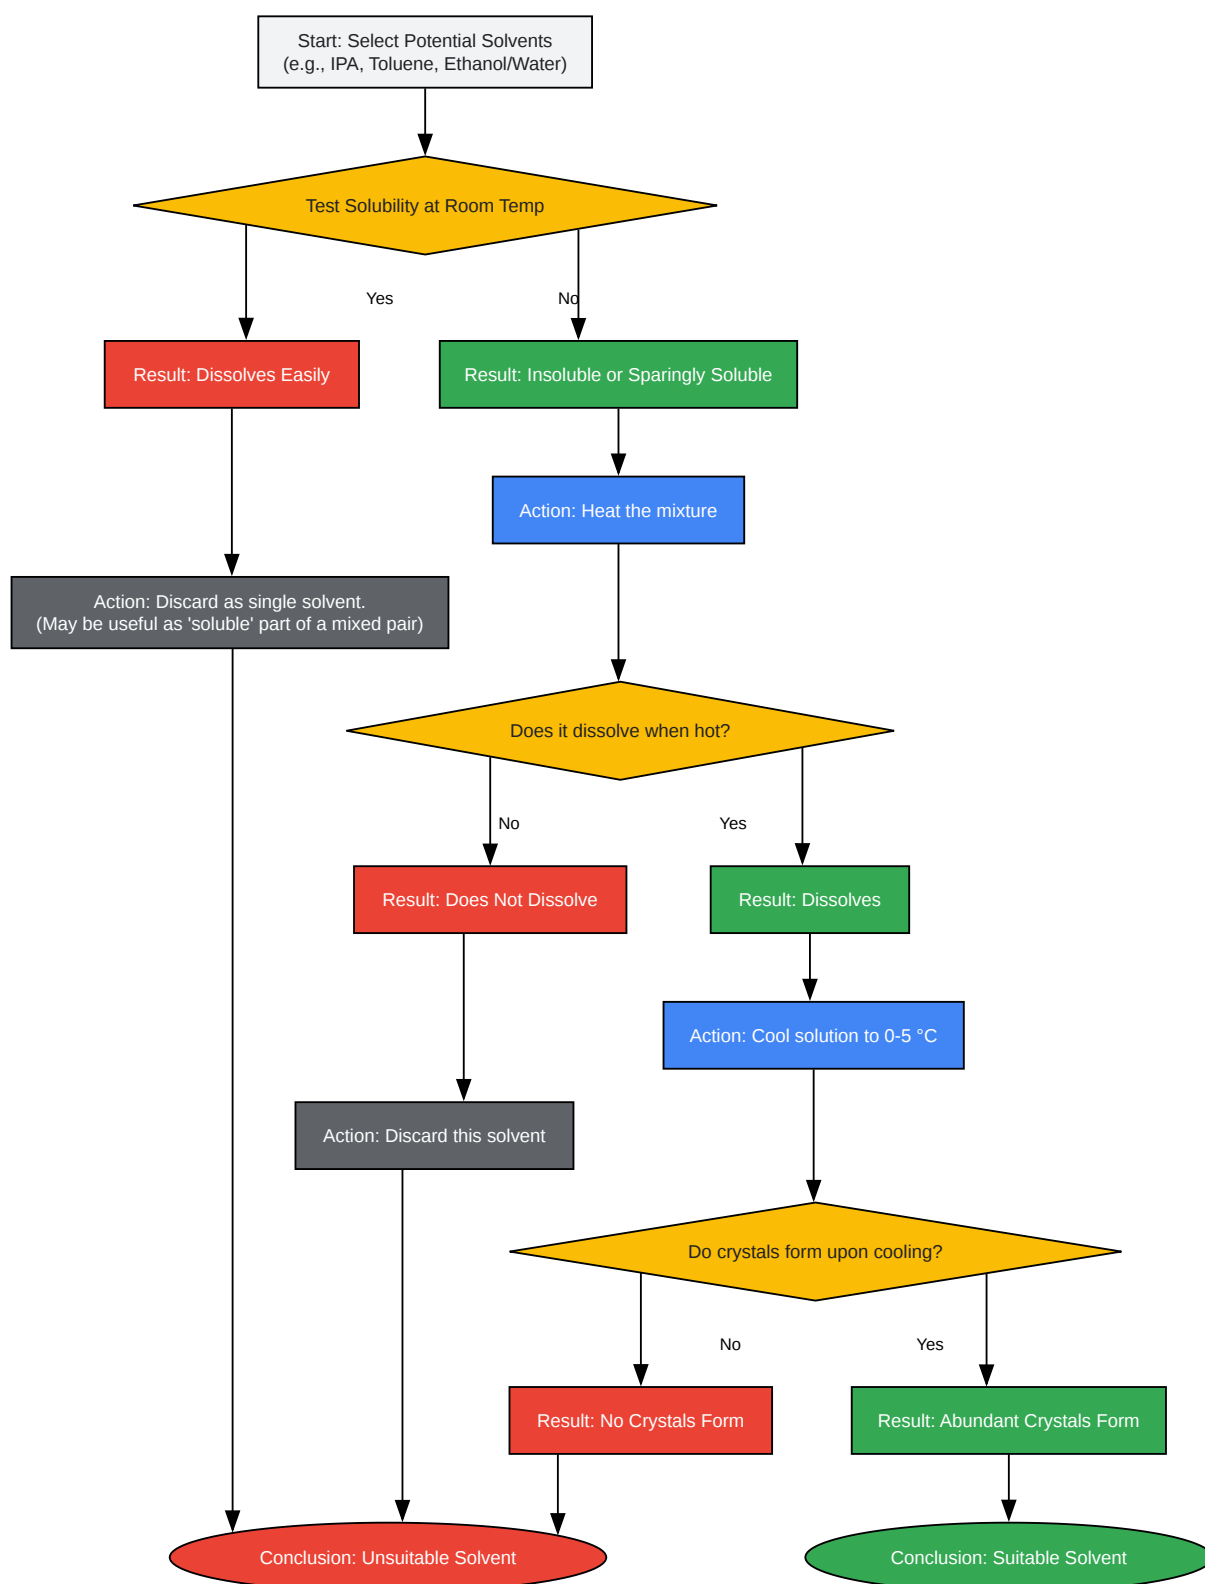 Start: Select Potential Solvents
(e.g., IPA, Toluene, Ethanol/Water)
Test Solubility at Room Temp
Yes
No
Result: Dissolves Easily
Result: Insoluble or Sparingly Soluble
Action: Heat the mixture
Action: Discard as single solvent.
(May be useful as 'soluble' part of a mixed pair)
Does it dissolve when hot?
No
Yes
Result: Does Not Dissolve
Result: Dissolves
Action: Cool solution to 0-5 °C
Action: Discard this solvent
Do crystals form upon cooling?
No
Yes
Result: No Crystals Form
Result: Abundant Crystals Form
Conclusion: Unsuitable Solvent
Conclusion: Suitable Solvent